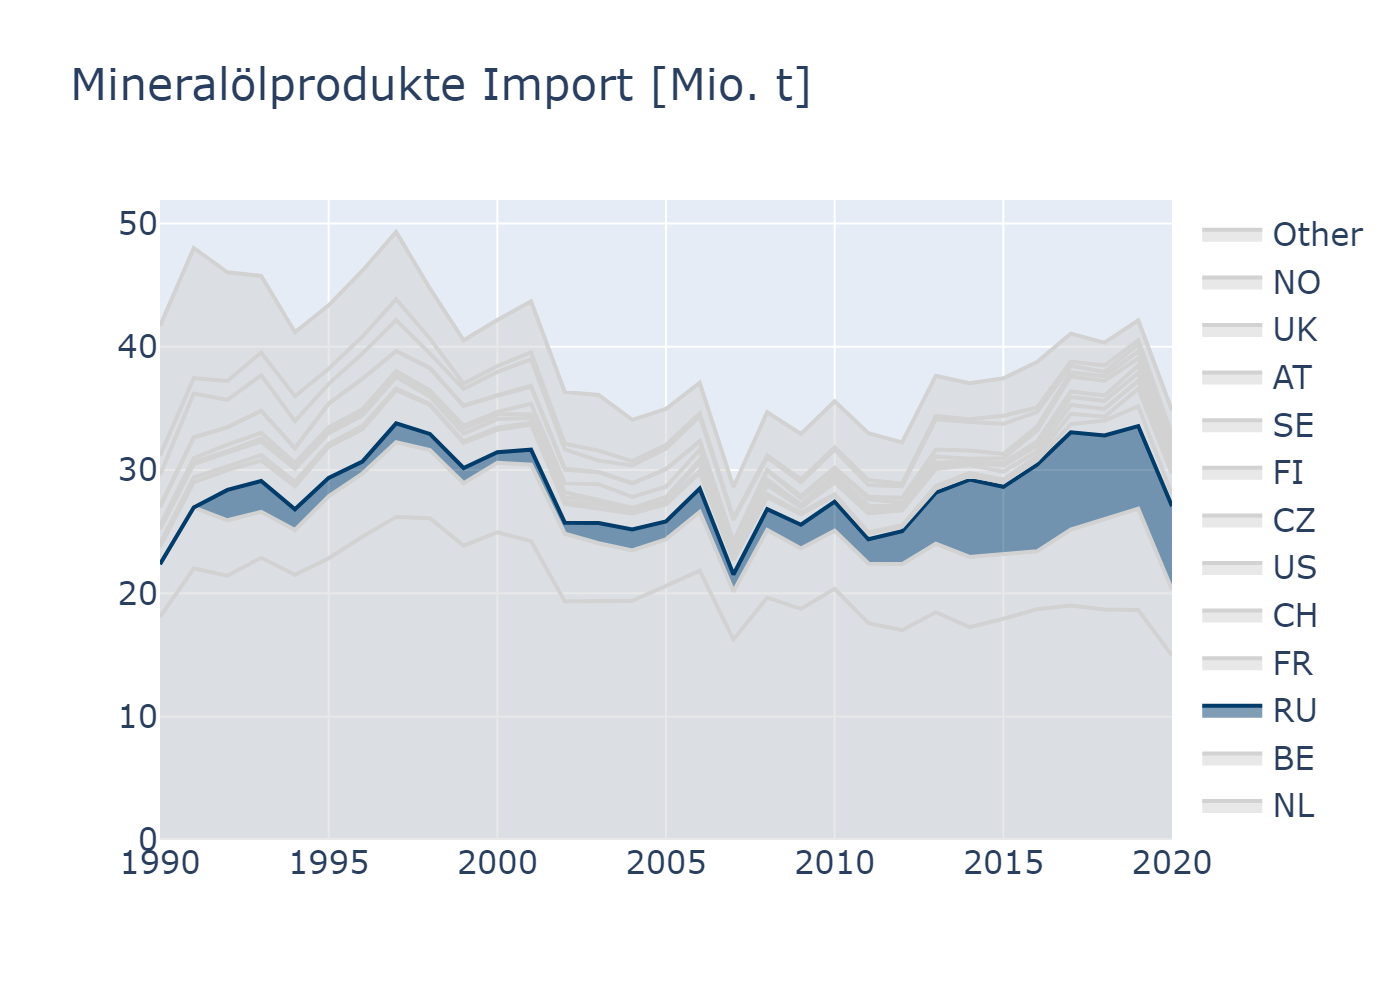 Mineralölprodukte Import [Mio. t]
50
40
30
20
10
0
1990 1995 2000 2005 2010 2015 2020
Other
NO
UK
AT
SE
FI
CZ
US
CH
FR
RU
BE
NL